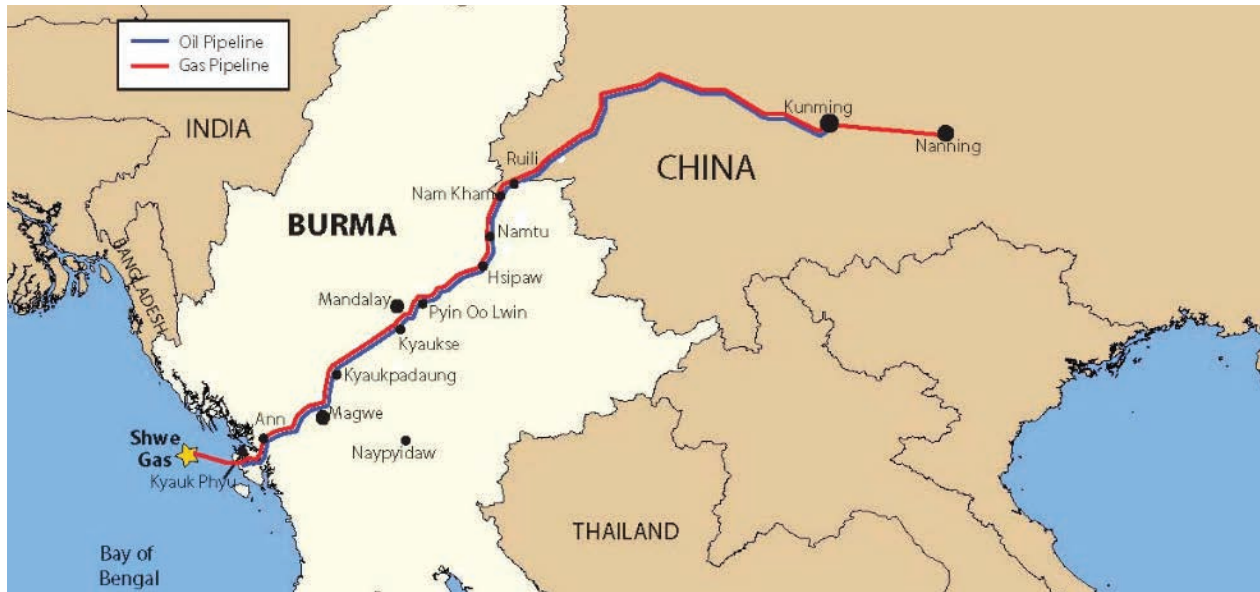 Oil Pipeline
Gas Pipeline
INDIA
Kunming
Nanning
CHINA
Ruili
Nam Kham
BURMA
Namtu
BANGLADESH
Hsipaw
Mandalay
Pyin Oo Lwin
Kyaukse
Kyaukpadaung
Ann
Magwe
Shwe
Gas
Naypyidaw
Kyauk Phyu
THAILAND
Bay of
Bengal